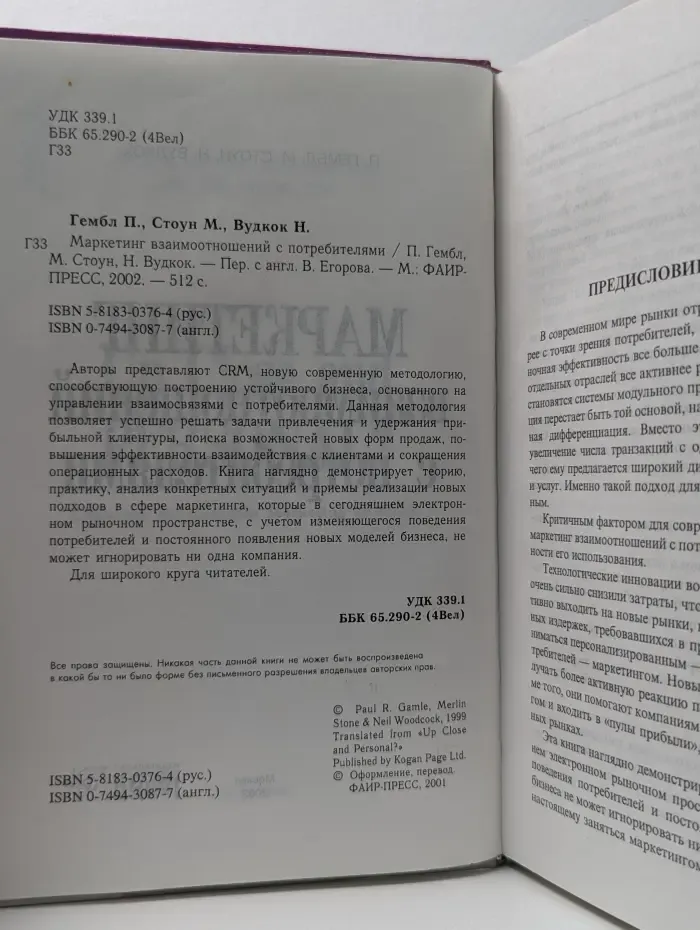 УДК 339.1
ББК 65.290-2 (4Вел)
Г33
Гембл П., Стоун М., Вудкок Н.
Г33 Маркетинг взаимоотношений с потребителями / П. Гембл,
М. Стоун, Н. Вудкок. — Пер. с англ. В. Егорова. — М.: ФАИР-
ПРЕСС, 2002. — 512 с.
ISBN 5-8183-0376-4 (рус.)
ISBN 0-7494-3087-7 (англ.)
Авторы представляют CRM, новую современную методологию,
способствующую построению устойчивого бизнеса, основанного на
управлении взаимосвязями с потребителями. Данная методология
позволяет успешно решать задачи привлечения и удержания при-
быльной клиентуры, поиска возможностей новых форм продаж, по-
вышения эффективности взаимодействия с клиентами и сокращения
операционных расходов. Книга наглядно демонстрирует теорию,
практику, анализ конкретных ситуаций и приемы реализации новых
подходов в сфере маркетинга, которые в сегодняшнем электрон-
ном рыночном пространстве, с учетом изменяющегося поведения
потребителей и постоянного появления новых моделей бизнеса, не
может игнорировать ни одна компания.
Для широкого круга читателей.
УДК 339.1
ББК 65.290-2 (4Вел)
Все права защищены. Никакая часть данной книги не может быть воспроизведена
в какой бы то ни было форме без письменного разрешения владельцев авторских прав.
© Paul R. Gamle, Merlin
Stone & Neil Woodcock, 1999
Translated from «Up Close
and Personal?»
Published by Kogan Page Ltd.
© Оформление, перевод.
ФАИР-ПРЕСС, 2001
ISBN 5-8183-0376-4 (рус.)
ISBN 0-7494-3087-7 (англ.)
ПРЕДИСЛОВИ
В современном мире рынки отр
рее с точки зрения потребителей,
ночная эффективность все больше
отдельных отраслей все активнее р
становятся системы модульного пр
ция перестает быть той основой, на
ная дифференциация. Вместо э
увеличение числа транзакций с о
чего ему предлагается широкий ди
и услуг. Именно такой подход для
ным.
Критичным фактором для совр
маркетинг взаимоотношений с пот
ности его использования.
Технологические инновации во
очень сильно снизили затраты, что
тивно выходить на новые рынки,
ных издержек, требовавшихся в пр
ниматься персонализированным —
требителей — маркетингом. Новы
лучать более активную реакцию п
ме того, они помогают компаниям
гом и входить в «пулы прибыли»,
ных рынках.
Эта книга наглядно демонстрир
нем электронном рыночном прос
поведения потребителей и посто
бизнеса не может игнорировать ни
настоящему заняться маркетингом